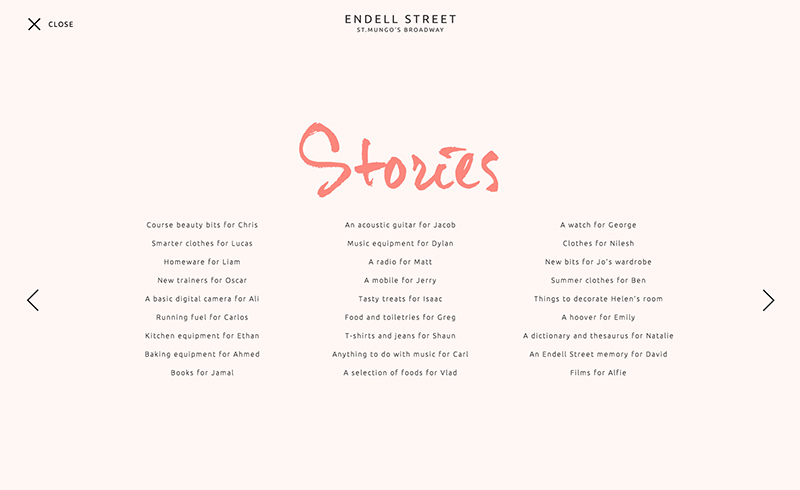 CLOSE
ENDELL STREET
ST.MUNGO'S BROADWAY
Stories
Course beauty bits for Chris
Smarter clothes for Lucas
Homeware for Liam
New trainers for Oscar
A basic digital camera for Ali
Running fuel for Carlos
Kitchen equipment for Ethan
Baking equipment for Ahmed
Books for Jamal
An acoustic guitar for Jacob
Music equipment for Dylan
A radio for Matt
A mobile for Jerry
Tasty treats for Isaac
Food and toiletries for Greg
T-shirts and jeans for Shaun
Anything to do with music for Carl
A selection of foods for Vlad
A watch for George
Clothes for Nilesh
New bits for Jo's wardrobe
Summer clothes for Ben
Things to decorate Helen's room
A hoover for Emily
A dictionary and thesaurus for Natalie
An Endell Street memory for David
Films for Alfie